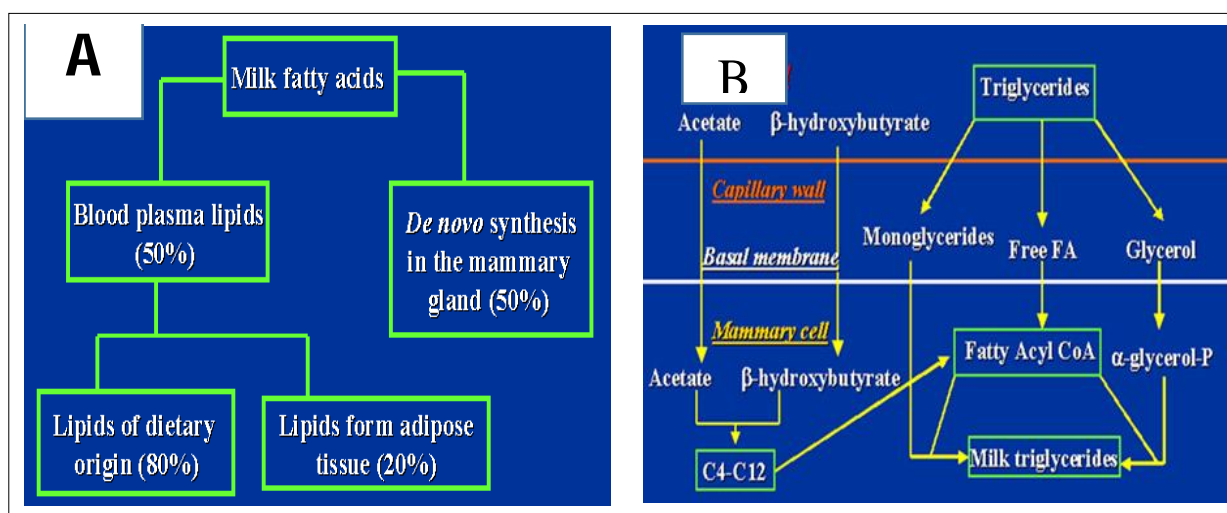 A
Milk fatty acids
Blood plasma lipids
(50%)
De novo synthesis
in the mammary
gland (50%)
Lipids of dietary
origin (80%)
Lipids form adipose
tissue (20%)
B
Triglycerides
Acetate β-hydroxybutyrate
Capillary wall
Monoglycerides Free FA Glycerol
Basal membrane
Mammary cell
Fatty Acyl CoA α-glycerol-P
Acetate β-hydroxybutyrate
C4-C12
Milk triglycerides